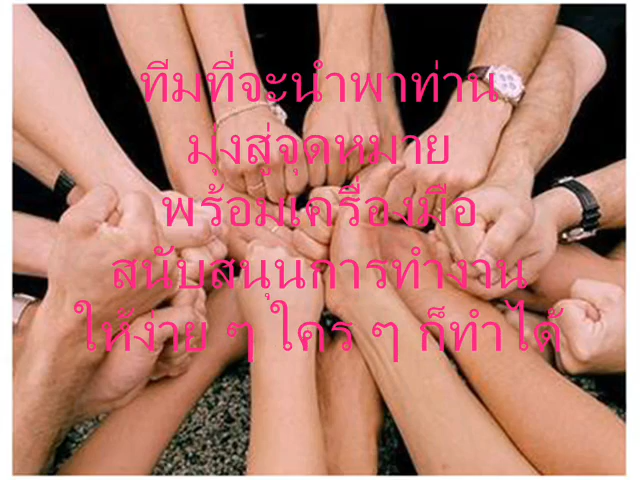 ทีมที่จะนำพาท่าน
มุ่งสู่จุดหมาย
พร้อมเครื่องมือ
สนับสนุนการทำงาน
ให้ง่าย ๆ ใคร ๆ ก็ทำได้